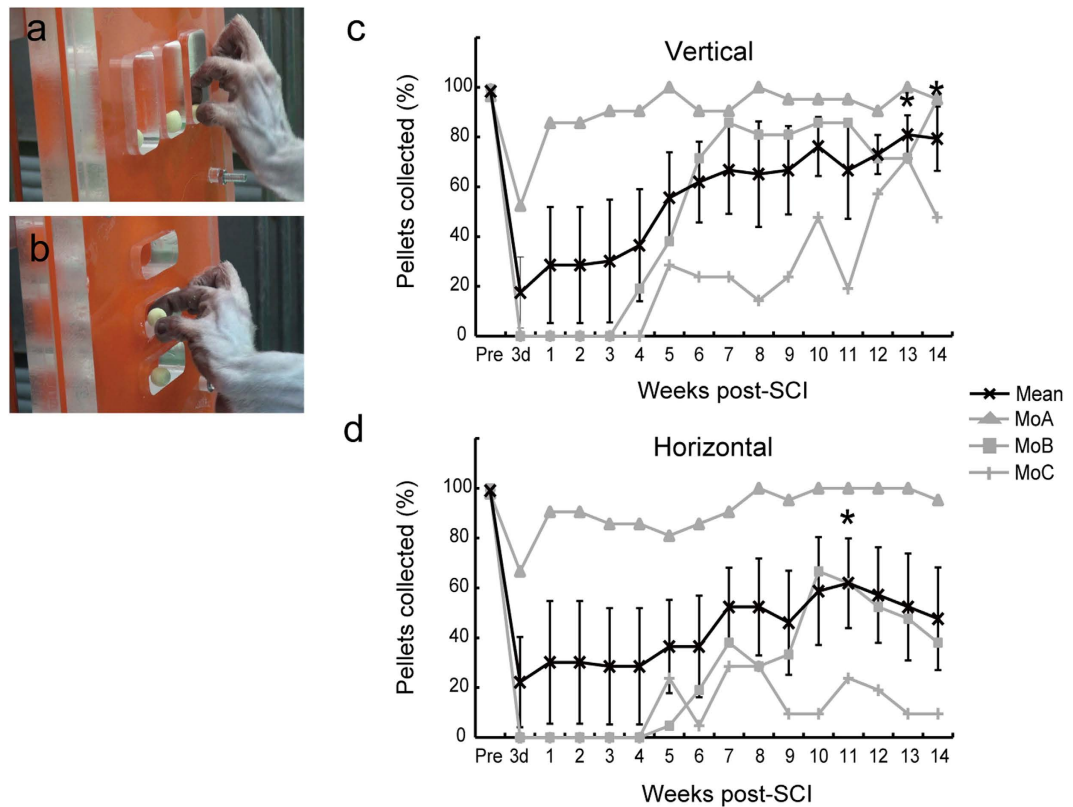 a
b
c
Vertical
Pellets collected (%)
100
80
60
40
20
0
* *
Pre 3d 1 2 3 4 5 6 7 8 9 10 11 12 13 14
Weeks post-SCI
Mean
MoA
MoB
MoC
d
Horizontal
Pellets collected (%)
100
80
60
40
20
0
*
Pre 3d 1 2 3 4 5 6 7 8 9 10 11 12 13 14
Weeks post-SCI